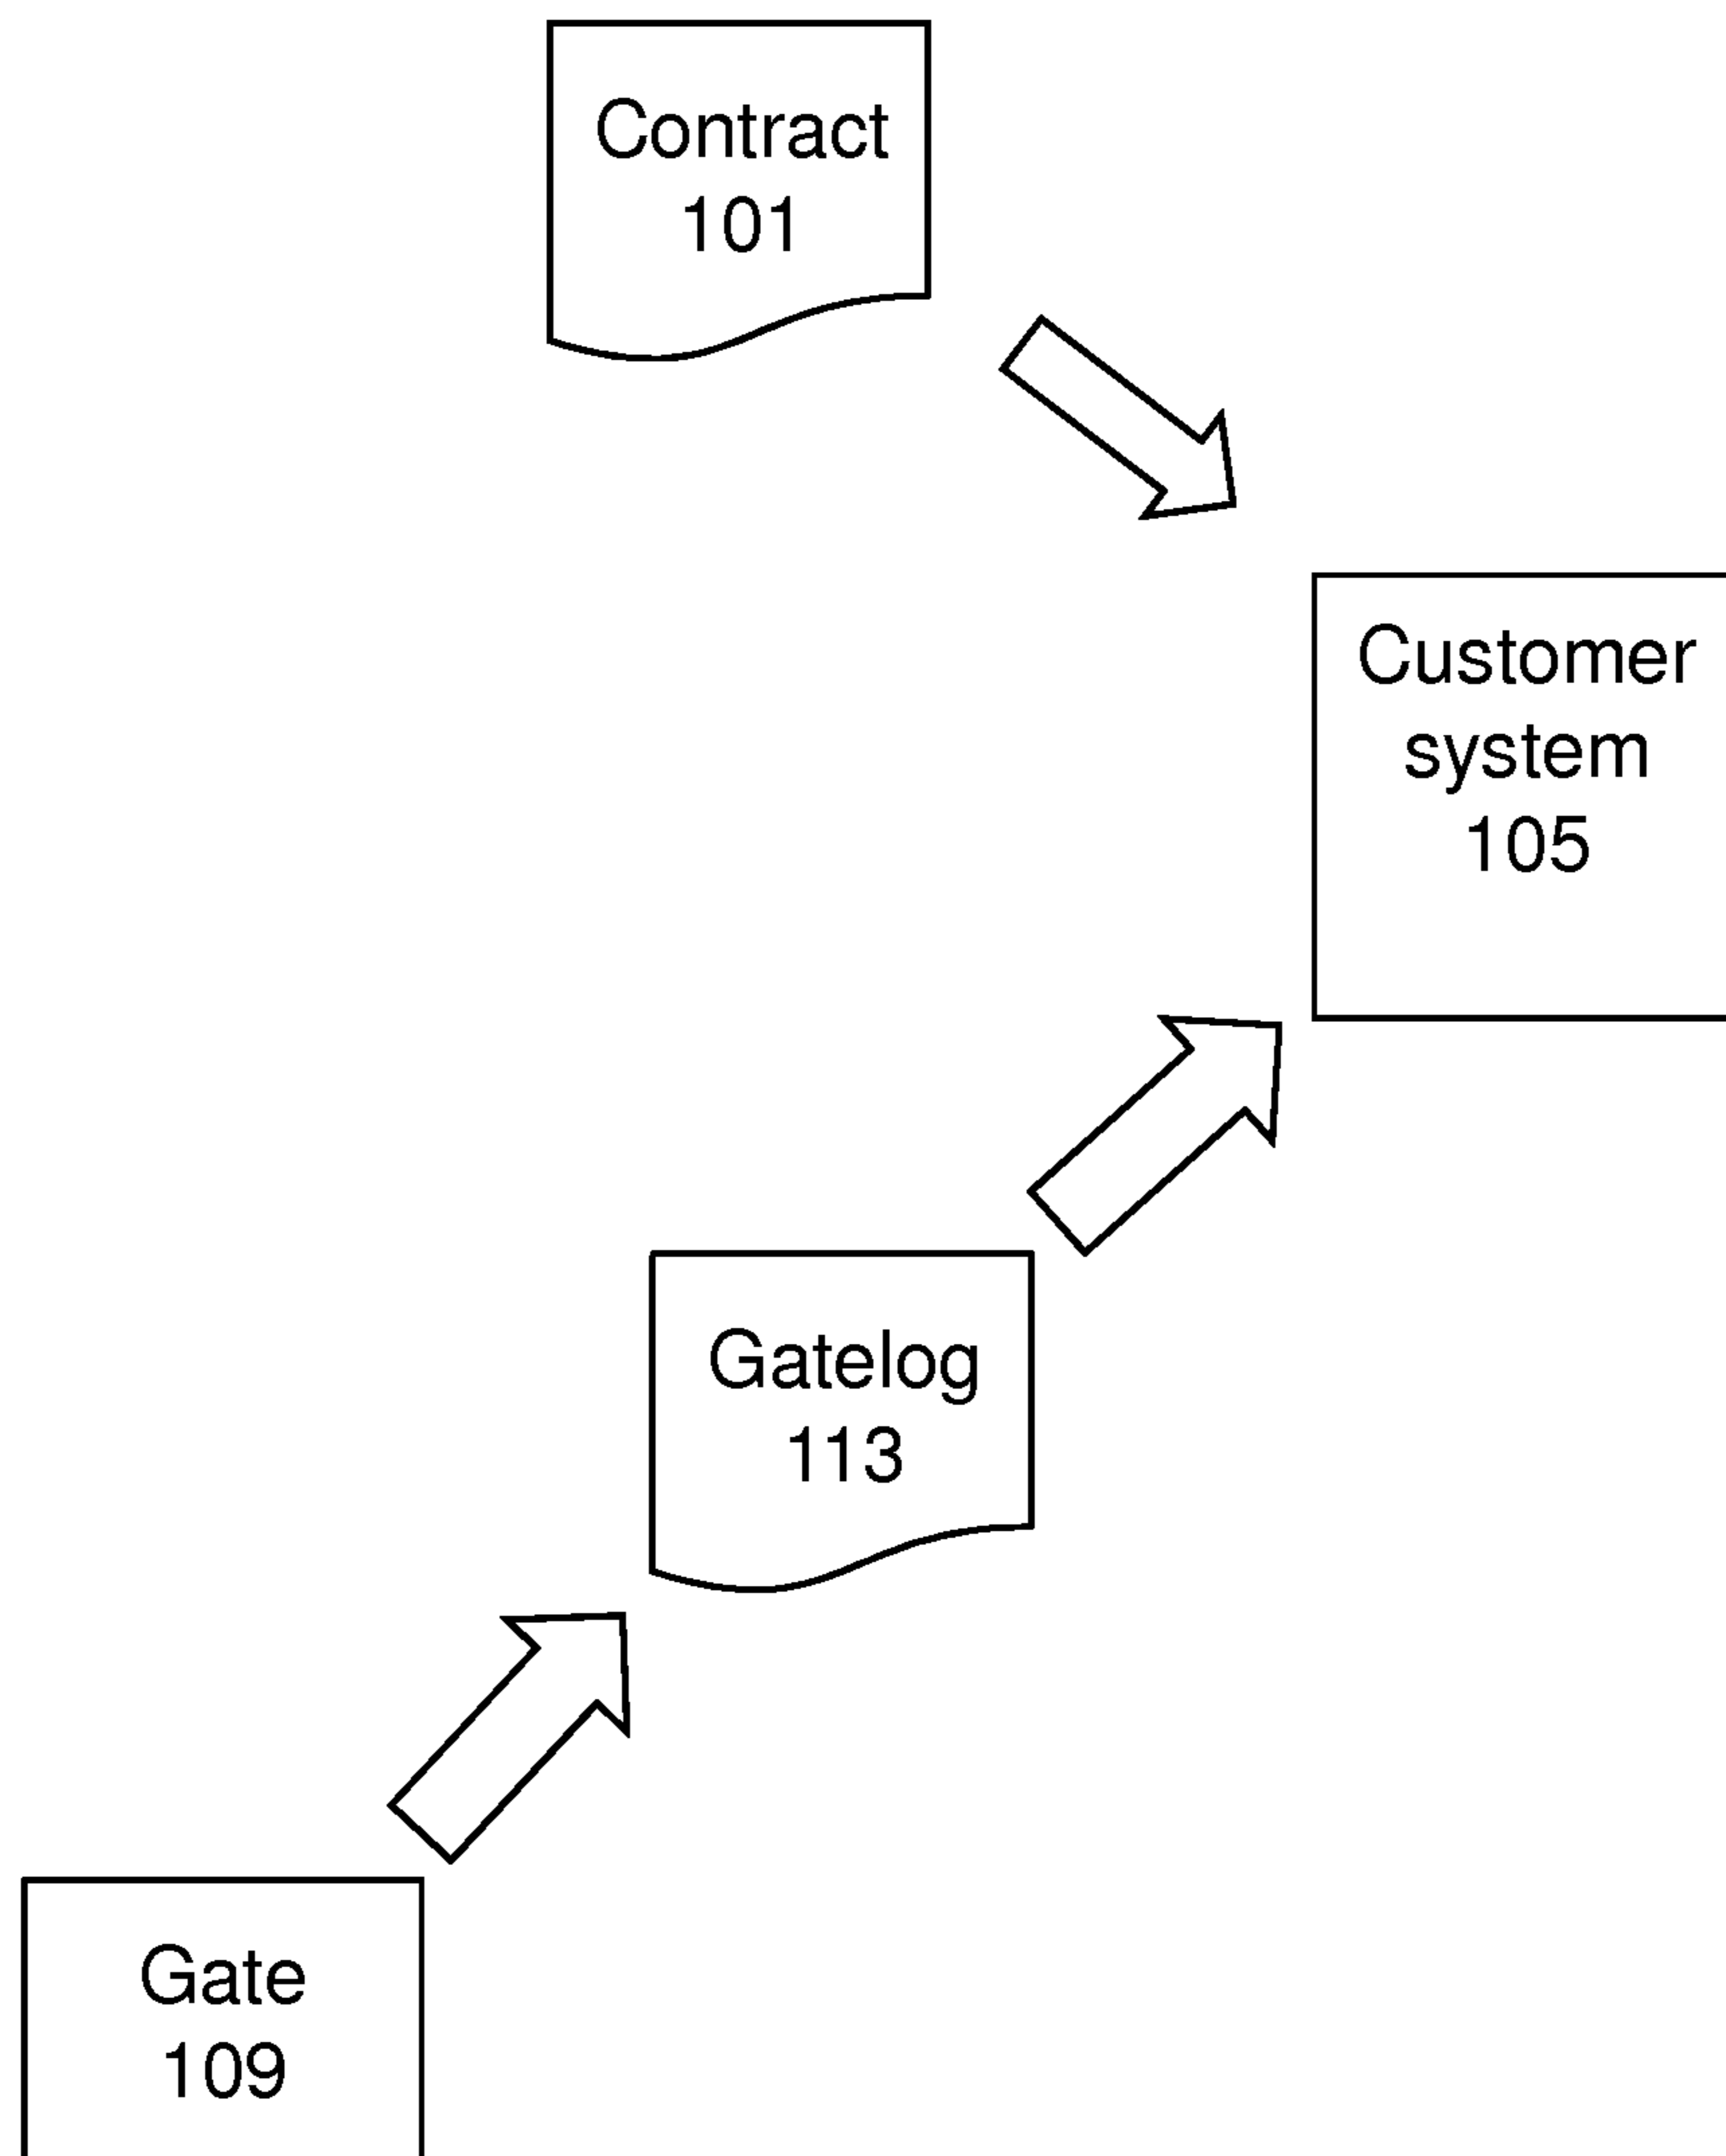 Contract
101
Customer
system
105
Gatelog
113
Gate
109